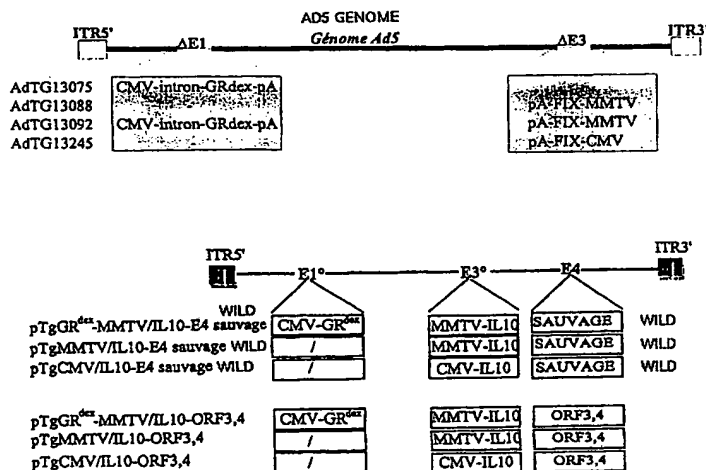 AD5 GENOME
ITR5' ΔE1 Génome Ad5 ΔE3 ITR3'
AdTG13075 CMV-intron-GRdex-pA
AdTG13088 pA-FIX-MMTV
AdTG13092 CMV-intron-GRdex-pA pA-FIX-MMTV
AdTG13245 pA-FIX-CMV
ITR5' ITR3'
E1° E3° E4
WILD
pTgGRdex-MMTV/IL10-E4 sauvage CMV-GRdex MMTV-IL10 SAUVAGE WILD
pTgMMTV/IL10-E4 sauvage WILD / MMTV-IL10 SAUVAGE WILD
pTgCMV/IL10-E4 sauvage WILD / CMV-IL10 SAUVAGE WILD
pTgGRdex-MMTV/IL10-ORF3,4 CMV-GRdex MMTV-IL10 ORF3,4
pTgMMTV/IL10-ORF3,4 / MMTV-IL10 ORF3,4
pTgCMV/IL10-ORF3,4 / CMV-IL10 ORF3,4